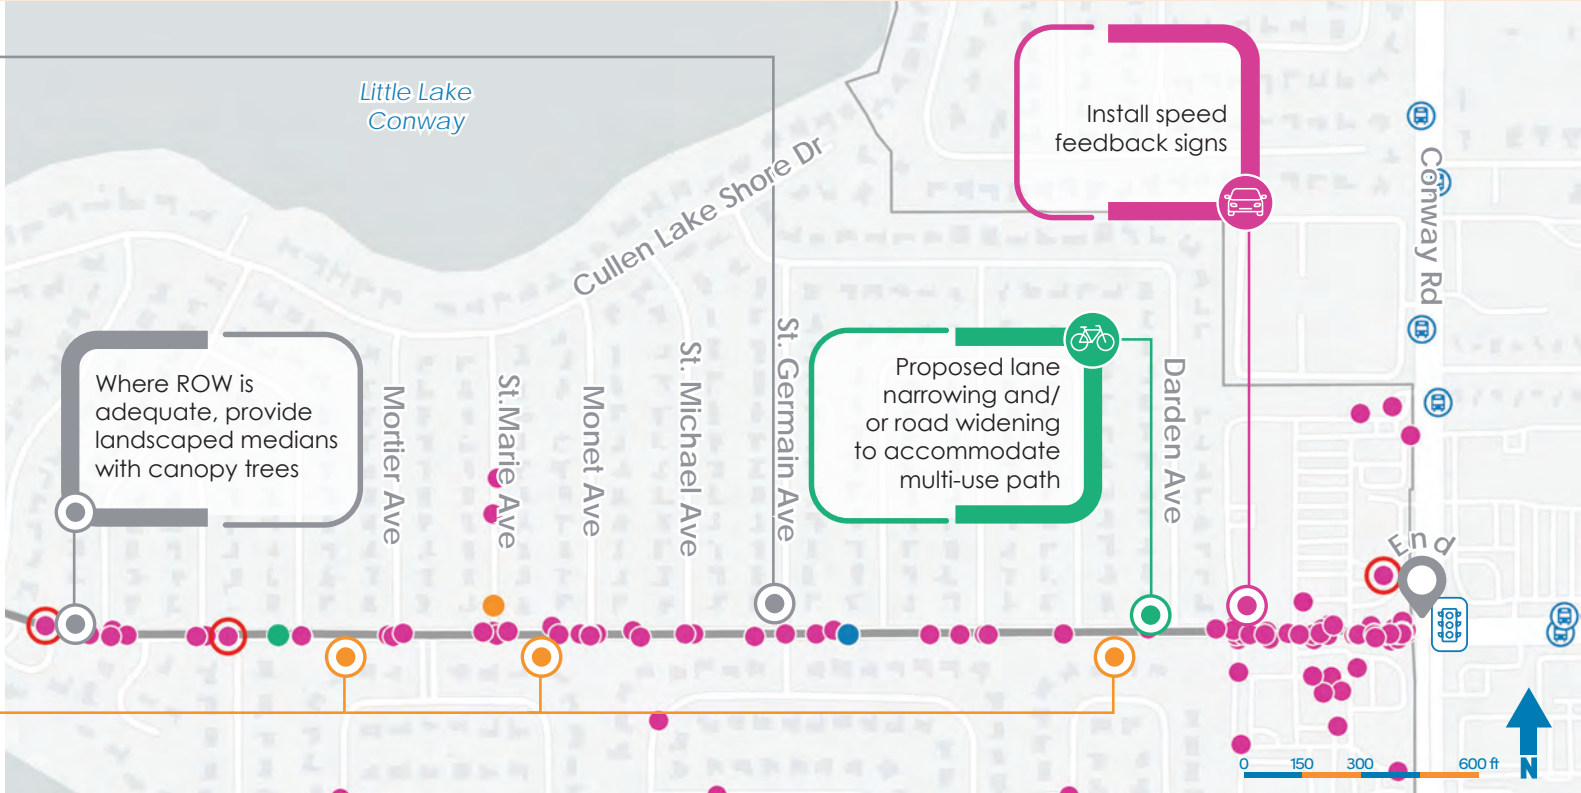 Little Lake
Conway
Install speed
feedback signs
Conway Rd
Cullen Lake Shore Dr
Where ROW is
adequate, provide
landscaped medians
with canopy trees
Mortier Ave
St.Marie Ave
Monet Ave
St. Michael Ave
St. Germain Ave
Proposed lane
narrowing and/
or road widening
to accommodate
multi-use path
Darden Ave
End
0 150 300 600 ft
N